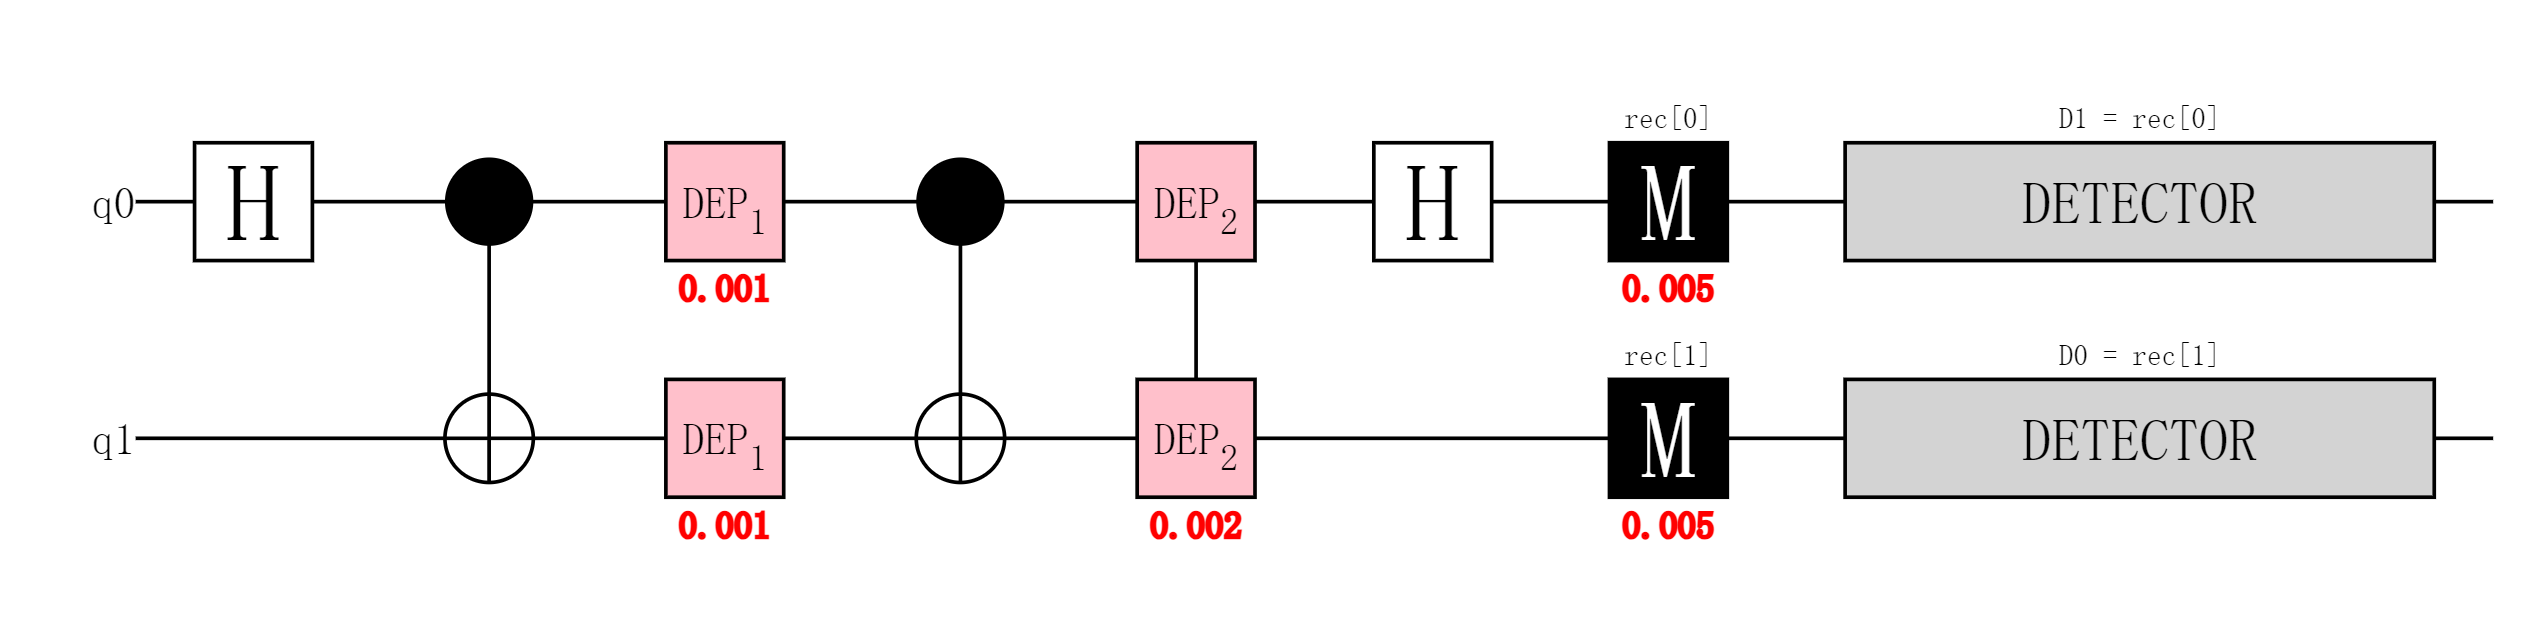 rec[0]
D1 = rec[0]
q0
H
DEP1
DEP2
H
M
DETECTOR
0.001
0.005
rec[1]
D0 = rec[1]
q1
DEP1
DEP2
M
DETECTOR
0.001
0.002
0.005